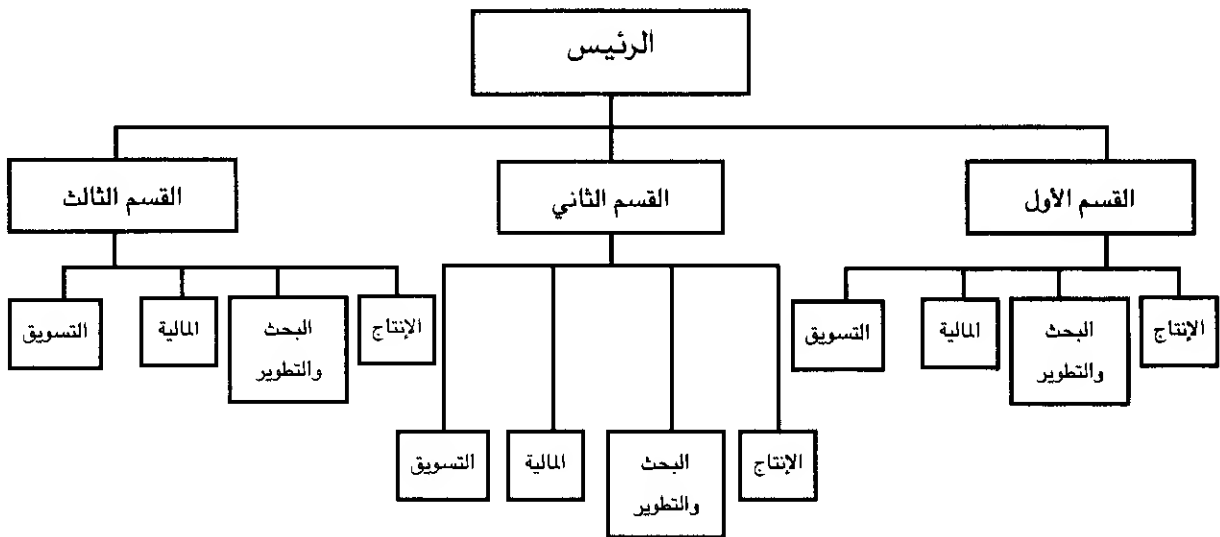 الرئيس
القسم الأول
القسم الثاني
القسم الثالث
الإنتاج
البحث
والتطوير
المالية
التسويق
الإنتاج
البحث
والتطوير
المالية
التسويق
الإنتاج
البحث
والتطوير
المالية
التسويق